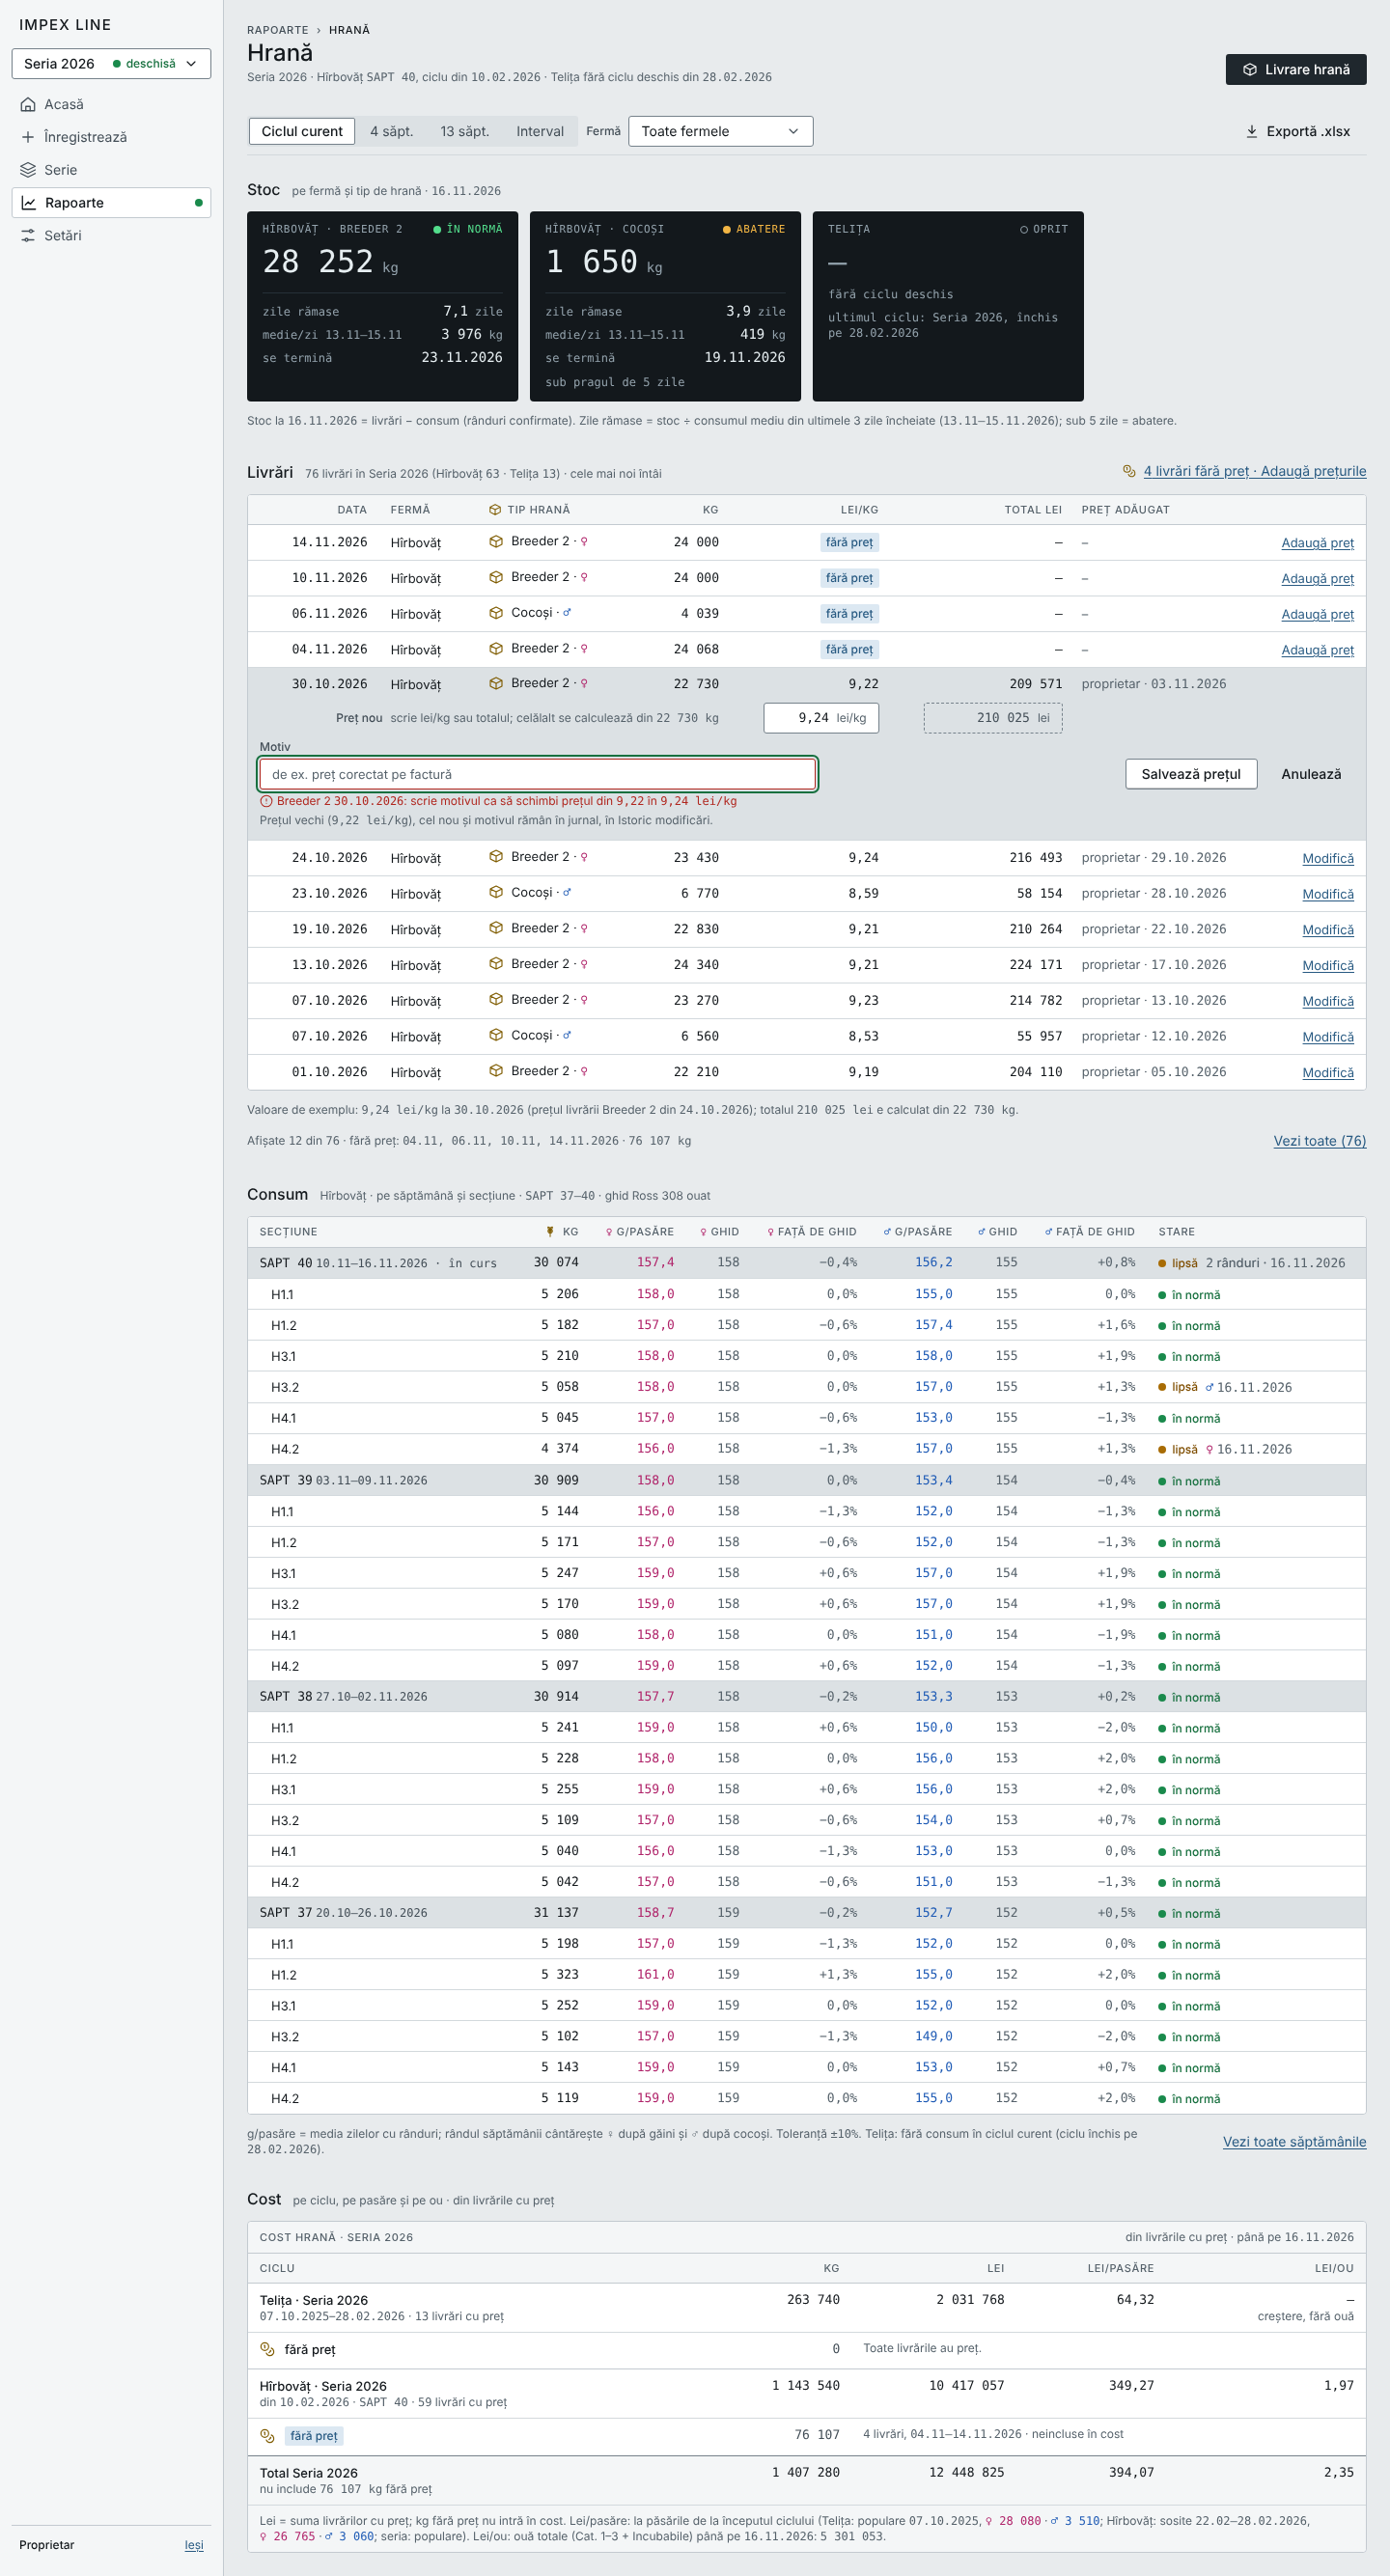 IMPEX LINE
Seria 2026 deschisă
Acasă
Înregistrează
Serie
Rapoarte
Setări
RAPOARTE › HRANĂ
Hrană
Seria 2026 · Hîrbovăț SAPT 40, ciclu din 10.02.2026 · Telița fără ciclu deschis din 28.02.2026
Livrare hrană
Ciclul curent 4 săpt. 13 săpt. Interval Fermă Toate fermele Exportă .xlsx
Stoc pe fermă și tip de hrană · 16.11.2026
HÎRBOVĂȚ · BREEDER 2 ÎN NORMĂ
28 252 kg
zile rămase 7,1 zile
medie/zi 13.11–15.11 3 976 kg
se termină 23.11.2026
HÎRBOVĂȚ · COCOȘI ABATERE
1 650 kg
zile rămase 3,9 zile
medie/zi 13.11–15.11 419 kg
se termină 19.11.2026
sub pragul de 5 zile
TELIȚA OPRIT
—
fără ciclu deschis
ultimul ciclu: Seria 2026, închis
pe 28.02.2026
Stoc la 16.11.2026 = livrări − consum (rânduri confirmate). Zile rămase = stoc ÷ consumul mediu din ultimele 3 zile încheiate (13.11–15.11.2026); sub 5 zile = abatere.
Livrări 76 livrări în Seria 2026 (Hîrbovăț 63 · Telița 13) · cele mai noi întâi 4 livrări fără preț · Adaugă prețurile
DATA FERMĂ TIP HRANĂ KG LEI/KG TOTAL LEI PREȚ ADĂUGAT
14.11.2026 Hîrbovăț Breeder 2 · ♀ 24 000 fără preț — – Adaugă preț
10.11.2026 Hîrbovăț Breeder 2 · ♀ 24 000 fără preț — – Adaugă preț
06.11.2026 Hîrbovăț Cocoși · ♂ 4 039 fără preț — – Adaugă preț
04.11.2026 Hîrbovăț Breeder 2 · ♀ 24 068 fără preț — – Adaugă preț
30.10.2026 Hîrbovăț Breeder 2 · ♀ 22 730 9,22 209 571 proprietar · 03.11.2026
Preț nou scrie lei/kg sau totalul; celălalt se calculează din 22 730 kg 9,24 lei/kg 210 025 lei
Motiv
de ex. preț corectat pe factură Salvează prețul Anulează
Breeder 2 30.10.2026: scrie motivul ca să schimbi prețul din 9,22 în 9,24 lei/kg
Prețul vechi (9,22 lei/kg), cel nou și motivul rămân în jurnal, în Istoric modificări.
24.10.2026 Hîrbovăț Breeder 2 · ♀ 23 430 9,24 216 493 proprietar · 29.10.2026 Modifică
23.10.2026 Hîrbovăț Cocoși · ♂ 6 770 8,59 58 154 proprietar · 28.10.2026 Modifică
19.10.2026 Hîrbovăț Breeder 2 · ♀ 22 830 9,21 210 264 proprietar · 22.10.2026 Modifică
13.10.2026 Hîrbovăț Breeder 2 · ♀ 24 340 9,21 224 171 proprietar · 17.10.2026 Modifică
07.10.2026 Hîrbovăț Breeder 2 · ♀ 23 270 9,23 214 782 proprietar · 13.10.2026 Modifică
07.10.2026 Hîrbovăț Cocoși · ♂ 6 560 8,53 55 957 proprietar · 12.10.2026 Modifică
01.10.2026 Hîrbovăț Breeder 2 · ♀ 22 210 9,19 204 110 proprietar · 05.10.2026 Modifică
Valoare de exemplu: 9,24 lei/kg la 30.10.2026 (prețul livrării Breeder 2 din 24.10.2026); totalul 210 025 lei e calculat din 22 730 kg.
Afișate 12 din 76 · fără preț: 04.11, 06.11, 10.11, 14.11.2026 · 76 107 kg Vezi toate (76)
Consum Hîrbovăț · pe săptămână și secțiune · SAPT 37–40 · ghid Ross 308 ouat
SECȚIUNE KG ♀ G/PASĂRE ♀ GHID ♀ FAȚĂ DE GHID ♂ G/PASĂRE ♂ GHID ♂ FAȚĂ DE GHID STARE
SAPT 40 10.11–16.11.2026 · în curs 30 074 157,4 158 −0,4% 156,2 155 +0,8% lipsă 2 rânduri · 16.11.2026
H1.1 5 206 158,0 158 0,0% 155,0 155 0,0% în normă
H1.2 5 182 157,0 158 −0,6% 157,4 155 +1,6% în normă
H3.1 5 210 158,0 158 0,0% 158,0 155 +1,9% în normă
H3.2 5 058 158,0 158 0,0% 157,0 155 +1,3% lipsă ♂ 16.11.2026
H4.1 5 045 157,0 158 −0,6% 153,0 155 −1,3% în normă
H4.2 4 374 156,0 158 −1,3% 157,0 155 +1,3% lipsă ♀ 16.11.2026
SAPT 39 03.11–09.11.2026 30 909 158,0 158 0,0% 153,4 154 −0,4% în normă
H1.1 5 144 156,0 158 −1,3% 152,0 154 −1,3% în normă
H1.2 5 171 157,0 158 −0,6% 152,0 154 −1,3% în normă
H3.1 5 247 159,0 158 +0,6% 157,0 154 +1,9% în normă
H3.2 5 170 159,0 158 +0,6% 157,0 154 +1,9% în normă
H4.1 5 080 158,0 158 0,0% 151,0 154 −1,9% în normă
H4.2 5 097 159,0 158 +0,6% 152,0 154 −1,3% în normă
SAPT 38 27.10–02.11.2026 30 914 157,7 158 −0,2% 153,3 153 +0,2% în normă
H1.1 5 241 159,0 158 +0,6% 150,0 153 −2,0% în normă
H1.2 5 228 158,0 158 0,0% 156,0 153 +2,0% în normă
H3.1 5 255 159,0 158 +0,6% 156,0 153 +2,0% în normă
H3.2 5 109 157,0 158 −0,6% 154,0 153 +0,7% în normă
H4.1 5 040 156,0 158 −1,3% 153,0 153 0,0% în normă
H4.2 5 042 157,0 158 −0,6% 151,0 153 −1,3% în normă
SAPT 37 20.10–26.10.2026 31 137 158,7 159 −0,2% 152,7 152 +0,5% în normă
H1.1 5 198 157,0 159 −1,3% 152,0 152 0,0% în normă
H1.2 5 323 161,0 159 +1,3% 155,0 152 +2,0% în normă
H3.1 5 252 159,0 159 0,0% 152,0 152 0,0% în normă
H3.2 5 102 157,0 159 −1,3% 149,0 152 −2,0% în normă
H4.1 5 143 159,0 159 0,0% 153,0 152 +0,7% în normă
H4.2 5 119 159,0 159 0,0% 155,0 152 +2,0% în normă
g/pasăre = media zilelor cu rânduri; rândul săptămânii cântărește ♀ după găini și ♂ după cocoși. Toleranță ±10%. Telița: fără consum în ciclul curent (ciclu închis pe
28.02.2026). Vezi toate săptămânile
Cost pe ciclu, pe pasăre și pe ou · din livrările cu preț
COST HRANĂ · SERIA 2026 din livrările cu preț · până pe 16.11.2026
CICLU KG LEI LEI/PASĂRE LEI/OU
Telița · Seria 2026 263 740 2 031 768 64,32 —
07.10.2025–28.02.2026 · 13 livrări cu preț creștere, fără ouă
fără preț 0 Toate livrările au preț.
Hîrbovăț · Seria 2026 1 143 540 10 417 057 349,27 1,97
din 10.02.2026 · SAPT 40 · 59 livrări cu preț
fără preț 76 107 4 livrări, 04.11–14.11.2026 · neincluse în cost
Total Seria 2026 1 407 280 12 448 825 394,07 2,35
nu include 76 107 kg fără preț
Lei = suma livrărilor cu preț; kg fără preț nu intră în cost. Lei/pasăre: la păsările de la începutul ciclului (Telița: populare 07.10.2025, ♀ 28 080 · ♂ 3 510; Hîrbovăț: sosite 22.02–28.02.2026,
♀ 26 765 · ♂ 3 060; seria: populare). Lei/ou: ouă totale (Cat. 1–3 + Incubabile) până pe 16.11.2026: 5 301 053.
Proprietar Ieși